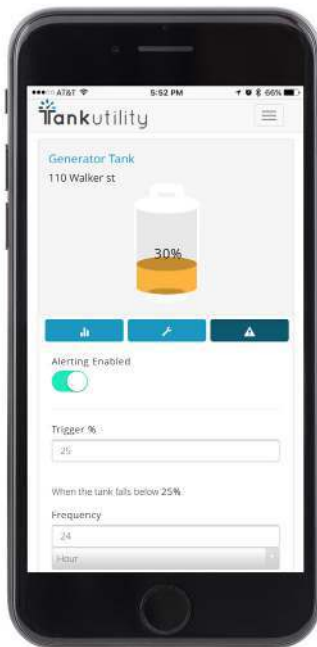 AT&T 5:52 PM 66%
Tankutility
Generator Tank
110 Walker st
30%
Alerting Enabled
Trigger %
25
When the tank falls below 25%
Frequency
24
Hour